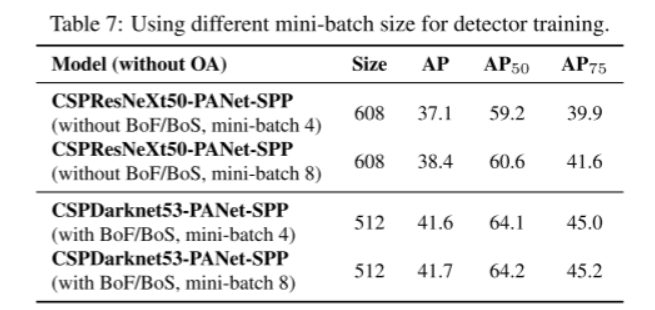 Table 7: Using different mini-batch size for detector training.
Model (without OA) Size AP AP50 AP75
CSPResNeXt50-PANet-SPP
(without BoF/BoS, mini-batch 4) 608 37.1 59.2 39.9
CSPResNeXt50-PANet-SPP
(without BoF/BoS, mini-batch 8) 608 38.4 60.6 41.6
CSPDarknet53-PANet-SPP
(with BoF/BoS, mini-batch 4) 512 41.6 64.1 45.0
CSPDarknet53-PANet-SPP
(with BoF/BoS, mini-batch 8) 512 41.7 64.2 45.2